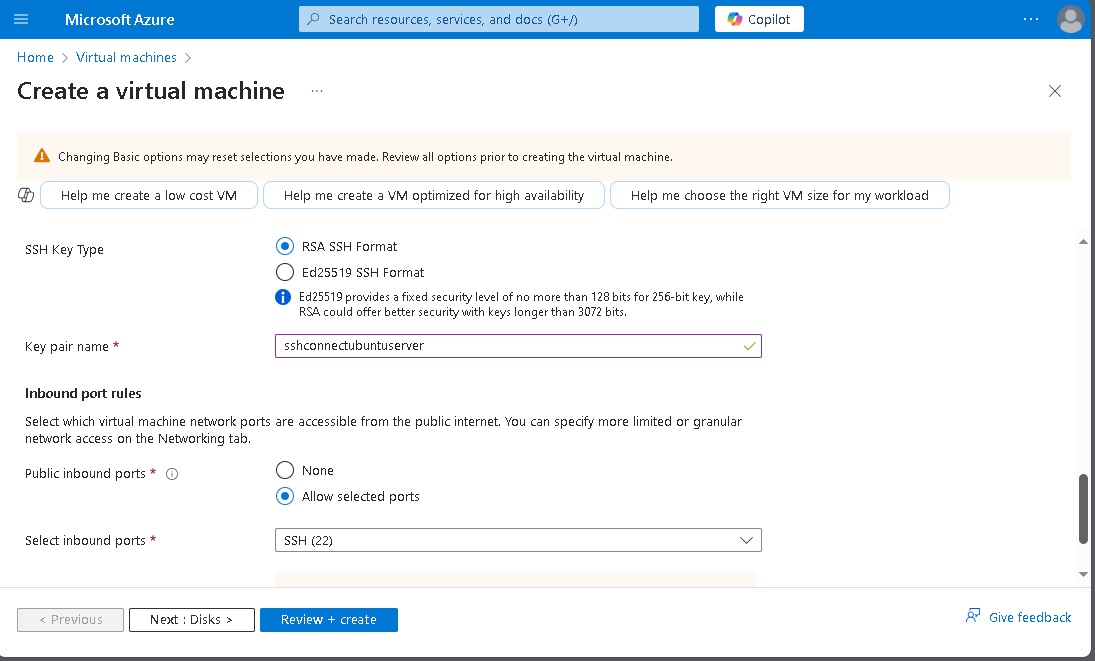 Microsoft Azure
Search resources, services, and docs (G+/)
Copilot
Home > Virtual machines >
Create a virtual machine
Changing Basic options may reset selections you have made. Review all options prior to creating the virtual machine.
Help me create a low cost VM
Help me create a VM optimized for high availability
Help me choose the right VM size for my workload
SSH Key Type
RSA SSH Format
Ed25519 SSH Format
Ed25519 provides a fixed security level of no more than 128 bits for 256-bit key, while
RSA could offer better security with keys longer than 3072 bits.
Key pair name *
sshconnectubuntuserver
Inbound port rules
Select which virtual machine network ports are accessible from the public internet. You can specify more limited or granular
network access on the Networking tab.
Public inbound ports *
None
Allow selected ports
Select inbound ports *
SSH (22)
< Previous
Next : Disks >
Review + create
Give feedback